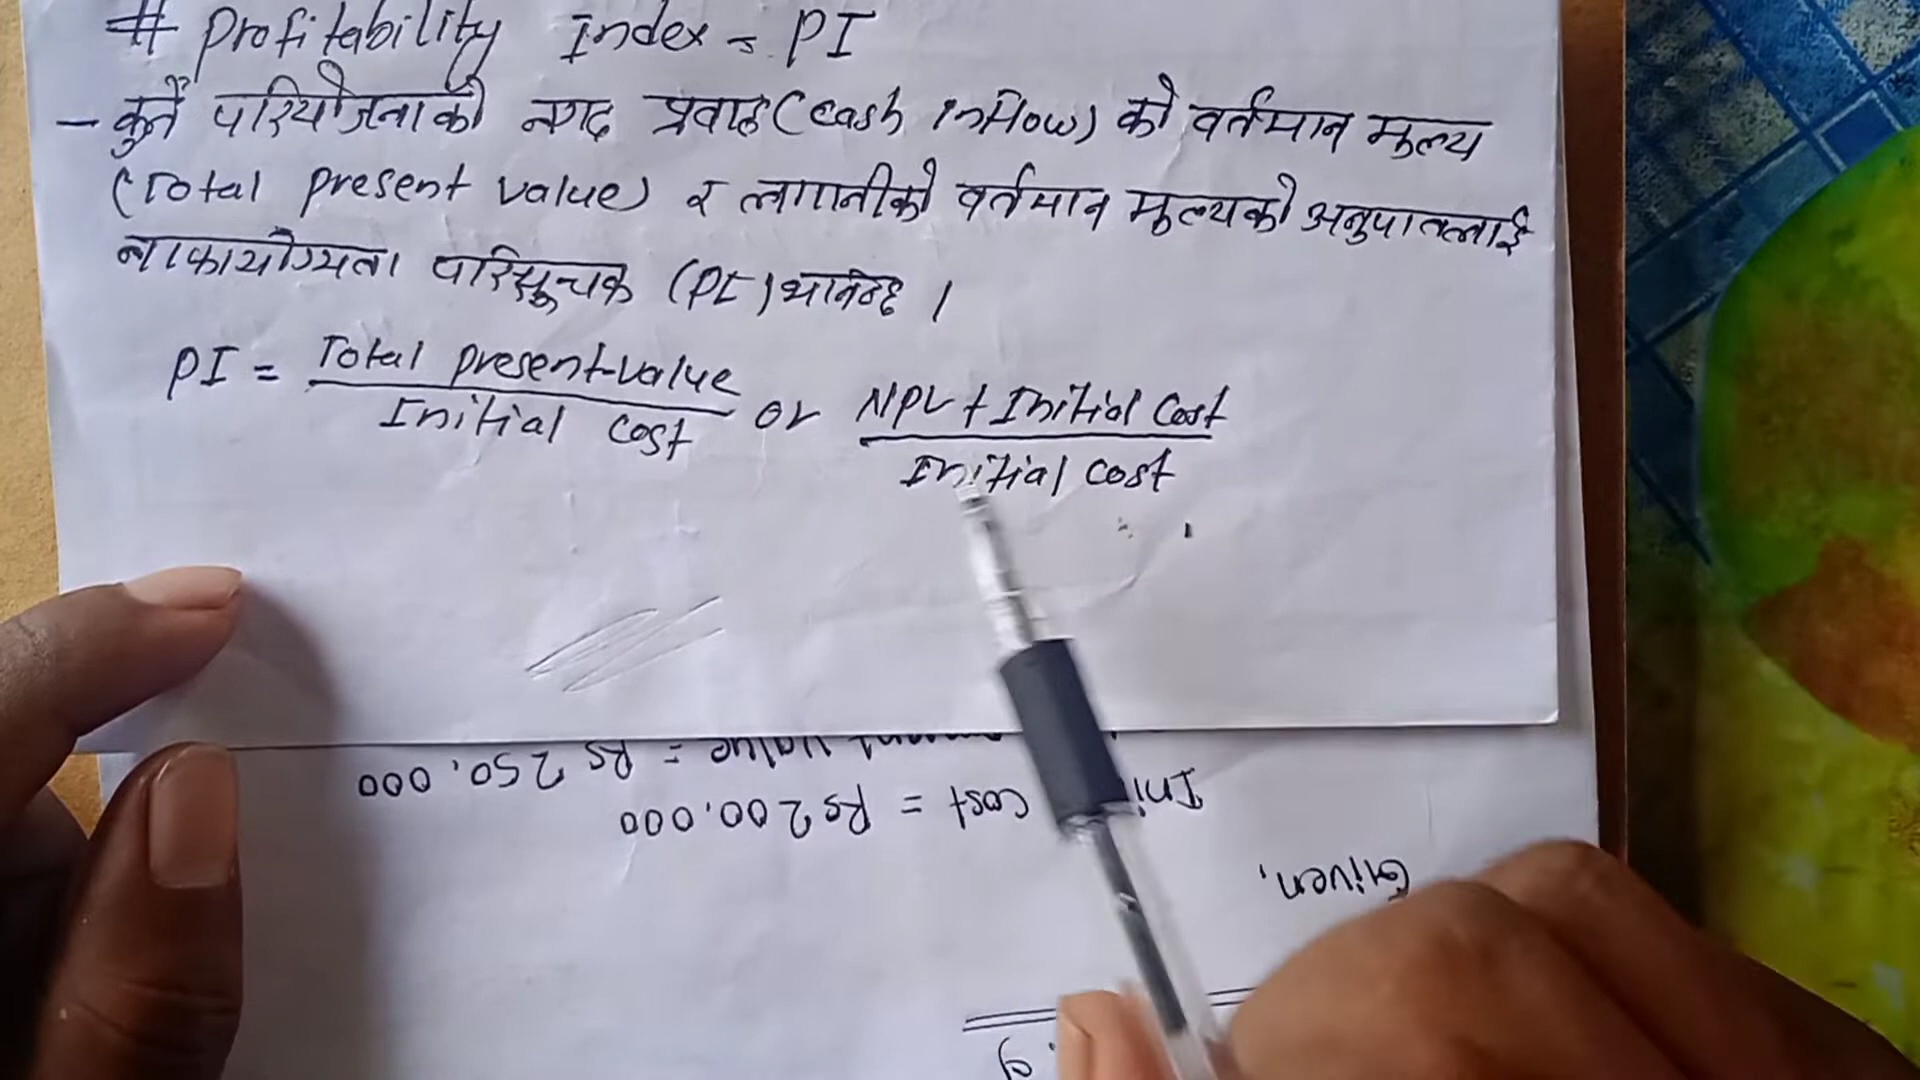 # Profitability Index = PI
- कुनै परियोजनाको नगद प्रवाह (cash inflow) को वर्तमान मूल्य
(Total present value) र लगानीको वर्तमान मूल्यको अनुपातलाई
नाफायोग्यता परिसूचक (PI) भनिन्छ ।
PI = Total present value / Initial cost or NPV + Initial cost / Initial cost
Given,
cost = Rs 200,000
value = Rs 250,000